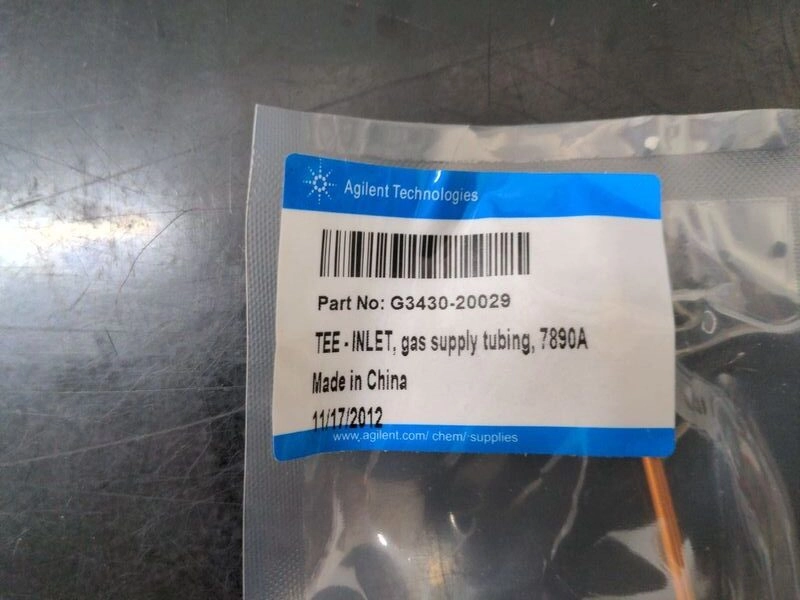 Agilent Technologies
Part No: G3430-20029
TEE - INLET, gas supply tubing, 7890A
Made in China
11/17/2012
www.agilent.com/ chem/ supplies